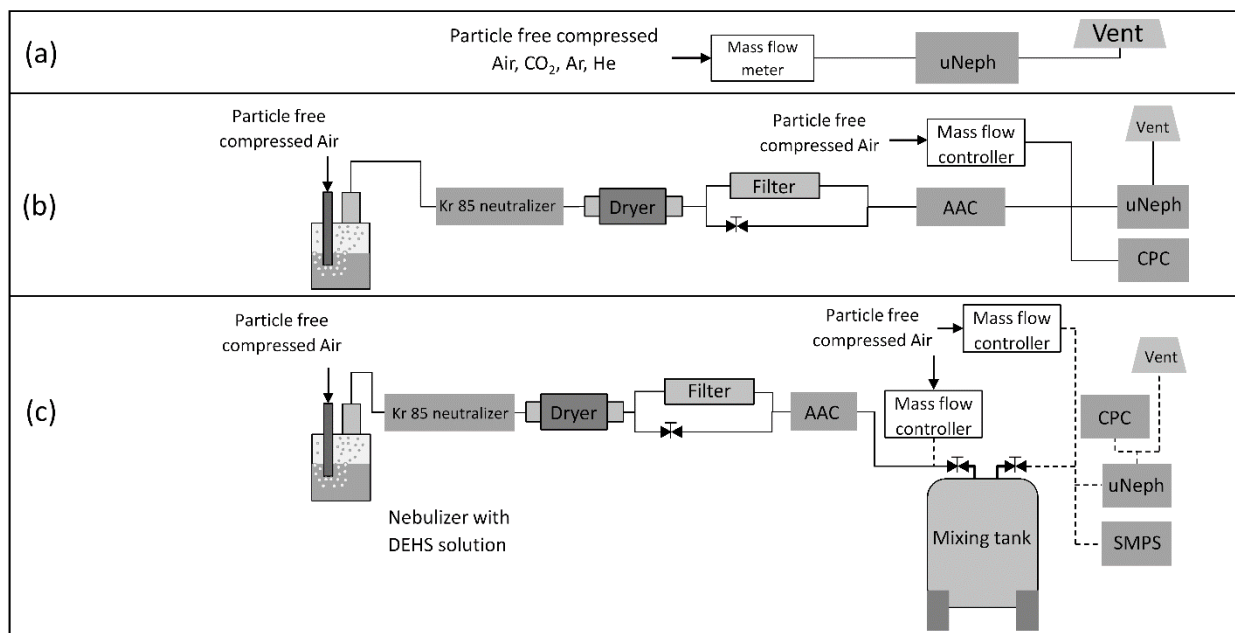 (a)
Particle free compressed
Air, CO₂, Ar, He
Mass flow
meter
uNeph
Vent
(b)
Particle free
compressed Air
Kr 85 neutralizer
Dryer
Filter
AAC
Particle free
compressed Air
Mass flow
controller
Vent
uNeph
CPC
(c)
Particle free
compressed Air
Nebulizer with
DEHS solution
Kr 85 neutralizer
Dryer
Filter
AAC
Particle free
compressed Air
Mass flow
controller
Mass flow
controller
Mixing tank
Vent
CPC
uNeph
SMPS